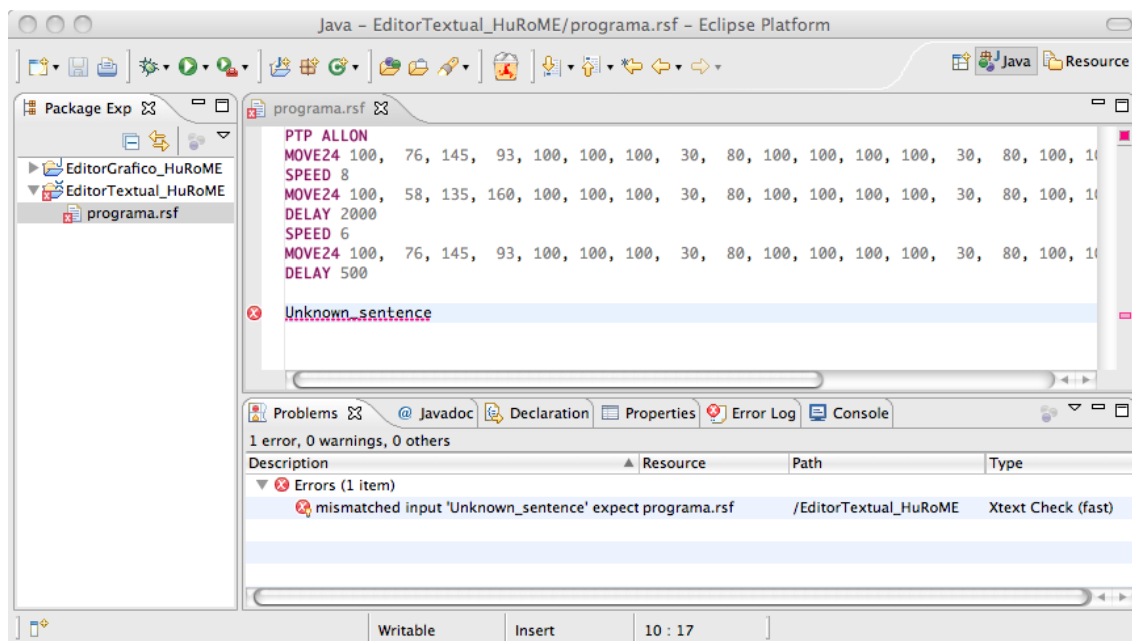 Java – EditorTextual_HuRoME/programa.rsf – Eclipse Platform
Java Resource
Package Exp
EditorGrafico_HuRoME
EditorTextual_HuRoME
programa.rsf
programa.rsf
PTP ALLON
MOVE24 100, 76, 145, 93, 100, 100, 100, 30, 80, 100, 100, 100, 100, 30, 80, 100,
SPEED 8
MOVE24 100, 58, 135, 160, 100, 100, 100, 30, 80, 100, 100, 100, 100, 30, 80, 100,
DELAY 2000
SPEED 6
MOVE24 100, 76, 145, 93, 100, 100, 100, 30, 80, 100, 100, 100, 100, 30, 80, 100,
DELAY 500
Unknown_sentence
Problems @ Javadoc Declaration Properties Error Log Console
1 error, 0 warnings, 0 others
Description Resource Path Type
Errors (1 item)
mismatched input 'Unknown_sentence' expect programa.rsf /EditorTextual_HuRoME Xtext Check (fast)
Writable Insert 10 : 17